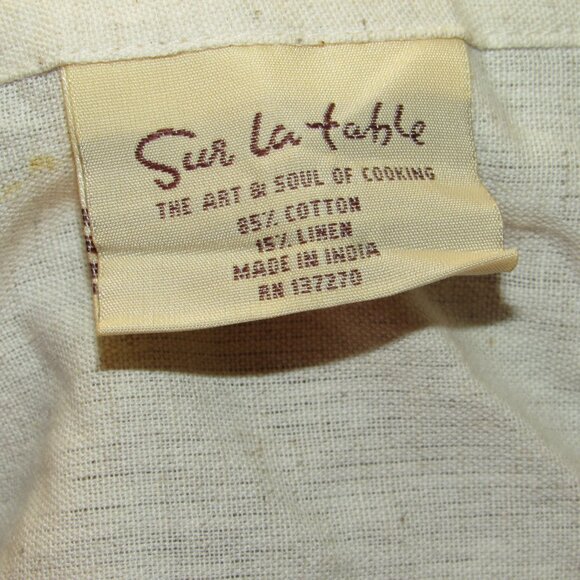 Sur la table
THE ART & SOUL OF COOKING
85% COTTON
15% LINEN
MADE IN INDIA
RN 137270